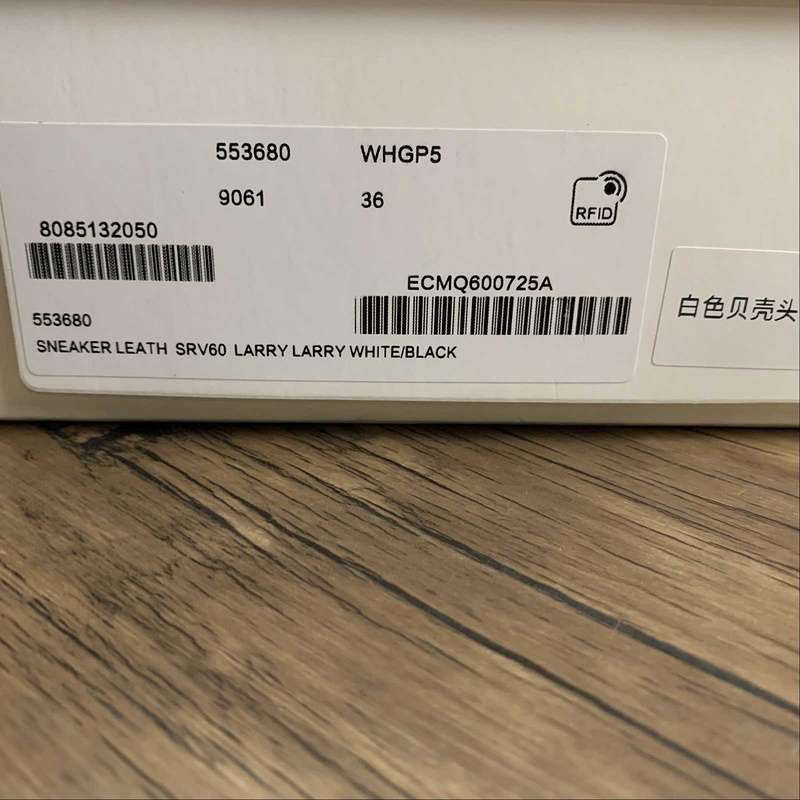 553680 WHGP5
9061 36
RFID
8085132050
ECMQ600725A
553680
SNEAKER LEATH SRV60 LARRY LARRY WHITE/BLACK
白色贝壳头